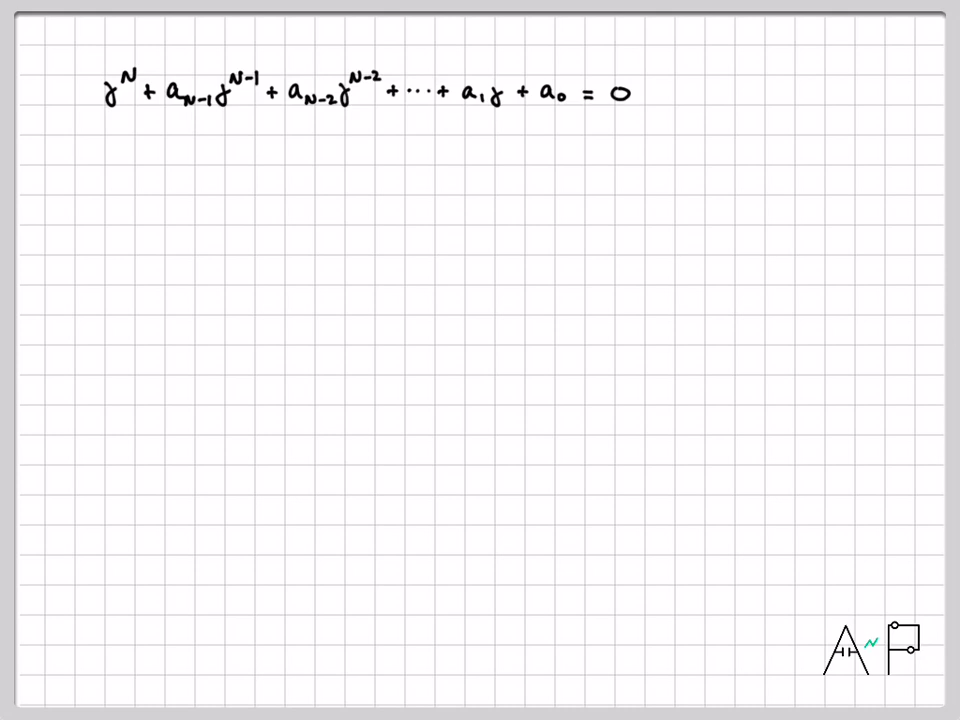 γ^N + a_{N-1}γ^{N-1} + a_{N-2}γ^{N-2} + ··· + a_1γ + a_0 = 0